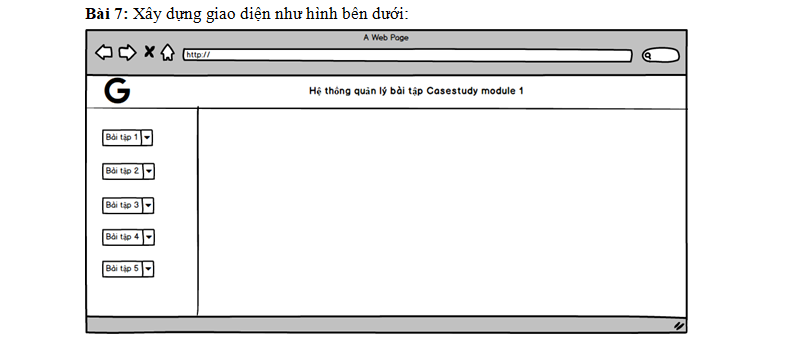 Bài 7: Xây dựng giao diện như hình bên dưới:
A Web Page
http://
G
Hệ thống quản lý bài tập Casestudy module 1
Bài tập 1
Bài tập 2
Bài tập 3
Bài tập 4
Bài tập 5